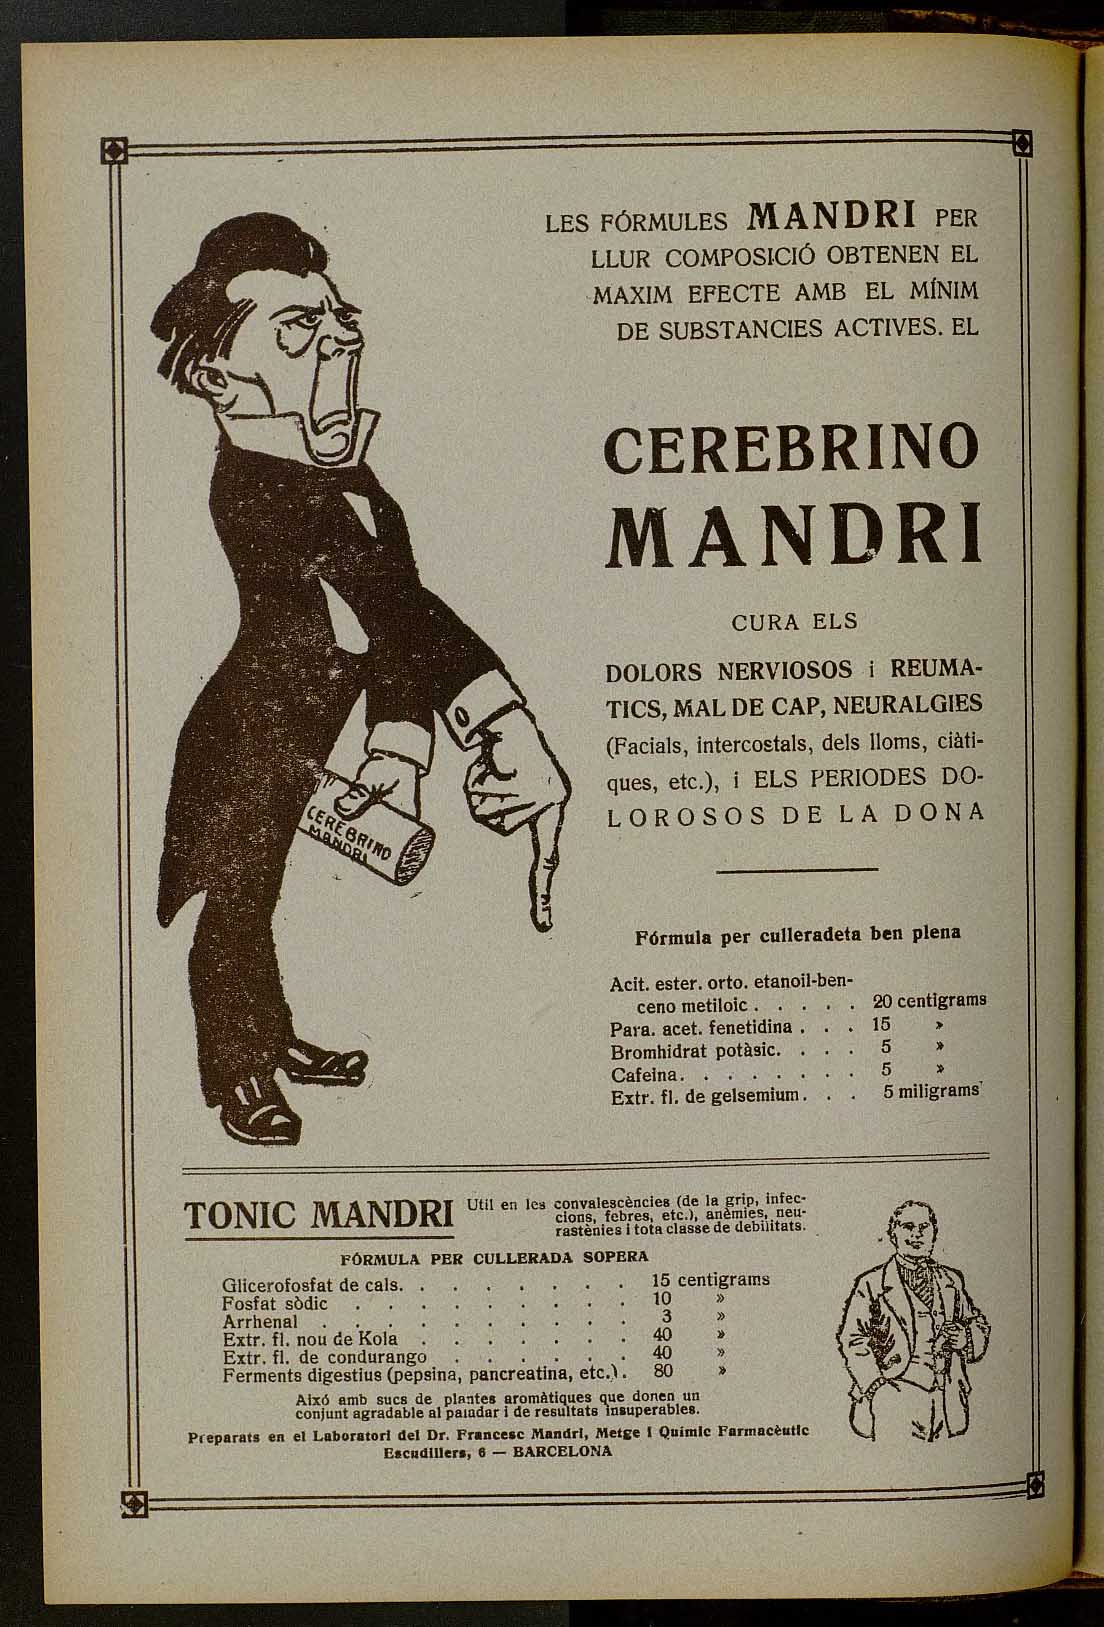 LES FÓRMULES MANDRI PER
LLUR COMPOSICIÓ OBTENEN EL
MAXIM EFECTE AMB EL MÍNIM
DE SUBSTANCIES ACTIVES. EL
CEREBRINO
MANDRI
CURA ELS
DOLORS NERVIOSOS i REUMA-
TICS, MAL DE CAP, NEURALGIES
(Facials, intercostals, dels lloms, ciàti-
ques, etc.), i ELS PERIODES DO-
LOROSOS DE LA DONA
CEREBRINO
MANDRI
Fórmula per culleradeta ben plena
Acit. ester. orto. etanoil-ben-
ceno metiloic . . . . . 20 centigrams
Para. acet. fenetidina . . . 15 »
Bromhidrat potàsic. . . . 5 »
Cafeina. . . . . . . . 5 »
Extr. fl. de gelsemium. . . 5 miligrams
TONIC MANDRI Util en les convalescències (de la grip, infec-
cions, febres, etc.), anèmies, neu-
rastènies i tota classe de debilitats.
FÓRMULA PER CULLERADA SOPERA
Glicerofosfat de cals. . . . . . . . 15 centigrams
Fosfat sòdic . . . . . . . . . 10 »
Arrhenal . . . . . . . . . . 3 »
Extr. fl. nou de Kola . . . . . . . 40 »
Extr. fl. de condurango . . . . . . 40 »
Ferments digestius (pepsina, pancreatina, etc.). . 80 »
Aixó amb sucs de plantes aromàtiques que donen un
conjunt agradable al paladar i de resultats insuperables.
Preparats en el Laboratori del Dr. Francesc Mandri, Metge i Químic Farmacèutic
Escudillers, 6 — BARCELONA